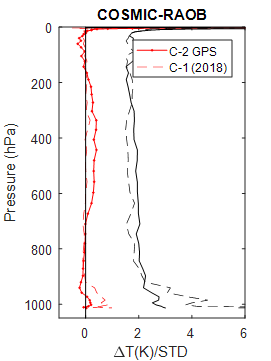 COSMIC-RAOB
0
200
400
600
800
1000
Pressure (hPa)
C-2 GPS
C-1 (2018)
0 2 4 6
ΔT(K)/STD